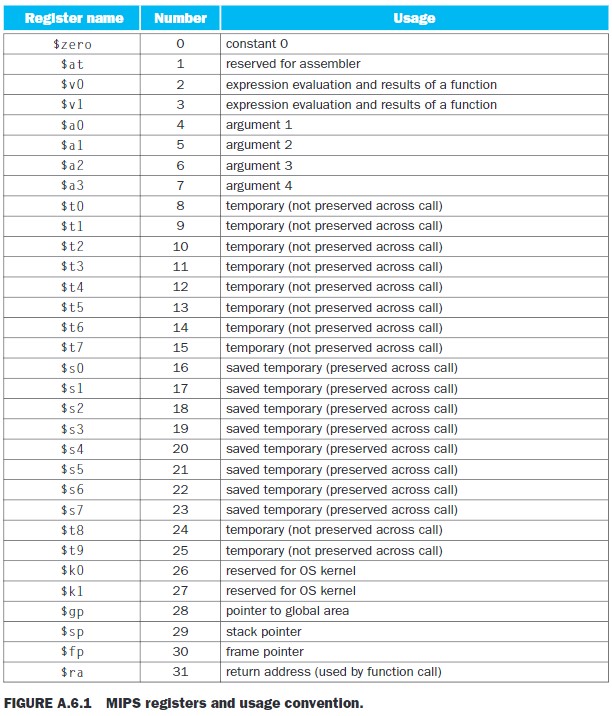 Register name Number Usage
$zero 0 constant 0
$at 1 reserved for assembler
$v0 2 expression evaluation and results of a function
$v1 3 expression evaluation and results of a function
$a0 4 argument 1
$a1 5 argument 2
$a2 6 argument 3
$a3 7 argument 4
$t0 8 temporary (not preserved across call)
$t1 9 temporary (not preserved across call)
$t2 10 temporary (not preserved across call)
$t3 11 temporary (not preserved across call)
$t4 12 temporary (not preserved across call)
$t5 13 temporary (not preserved across call)
$t6 14 temporary (not preserved across call)
$t7 15 temporary (not preserved across call)
$s0 16 saved temporary (preserved across call)
$s1 17 saved temporary (preserved across call)
$s2 18 saved temporary (preserved across call)
$s3 19 saved temporary (preserved across call)
$s4 20 saved temporary (preserved across call)
$s5 21 saved temporary (preserved across call)
$s6 22 saved temporary (preserved across call)
$s7 23 saved temporary (preserved across call)
$t8 24 temporary (not preserved across call)
$t9 25 temporary (not preserved across call)
$k0 26 reserved for OS kernel
$k1 27 reserved for OS kernel
$gp 28 pointer to global area
$sp 29 stack pointer
$fp 30 frame pointer
$ra 31 return address (used by function call)
FIGURE A.6.1 MIPS registers and usage convention.